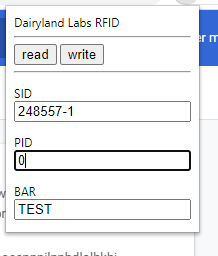 Dairyland Labs RFID
read write
SID
248557-1
PID
0
BAR
TEST